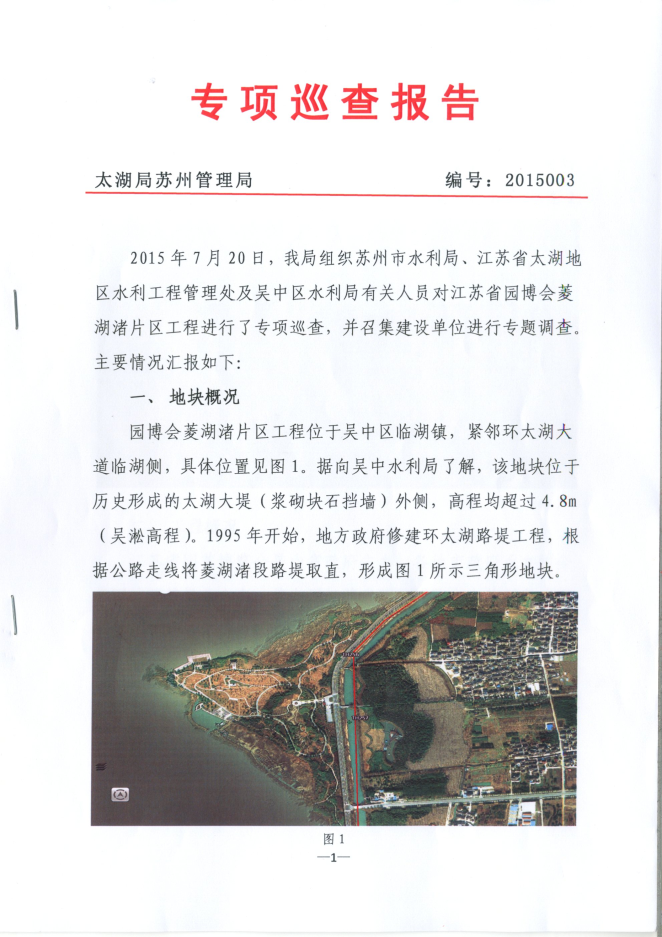 专项巡查报告
太湖局苏州管理局 编号：2015003
2015年7月20日，我局组织苏州市水利局、江苏省太湖地
区水利工程管理处及吴中区水利局有关人员对江苏省园博会菱
湖渚片区工程进行了专项巡查，并召集建设单位进行专题调查。
主要情况汇报如下：
一、 地块概况
园博会菱湖渚片区工程位于吴中区临湖镇，紧邻环太湖大
道临湖侧，具体位置见图1。据向吴中水利局了解，该地块位于
历史形成的太湖大堤（浆砌块石挡墙）外侧，高程均超过4.8m
（吴淞高程）。1995年开始，地方政府修建环太湖路堤工程，根
据公路走线将菱湖渚段路堤取直，形成图1所示三角形地块。
图1
—1—